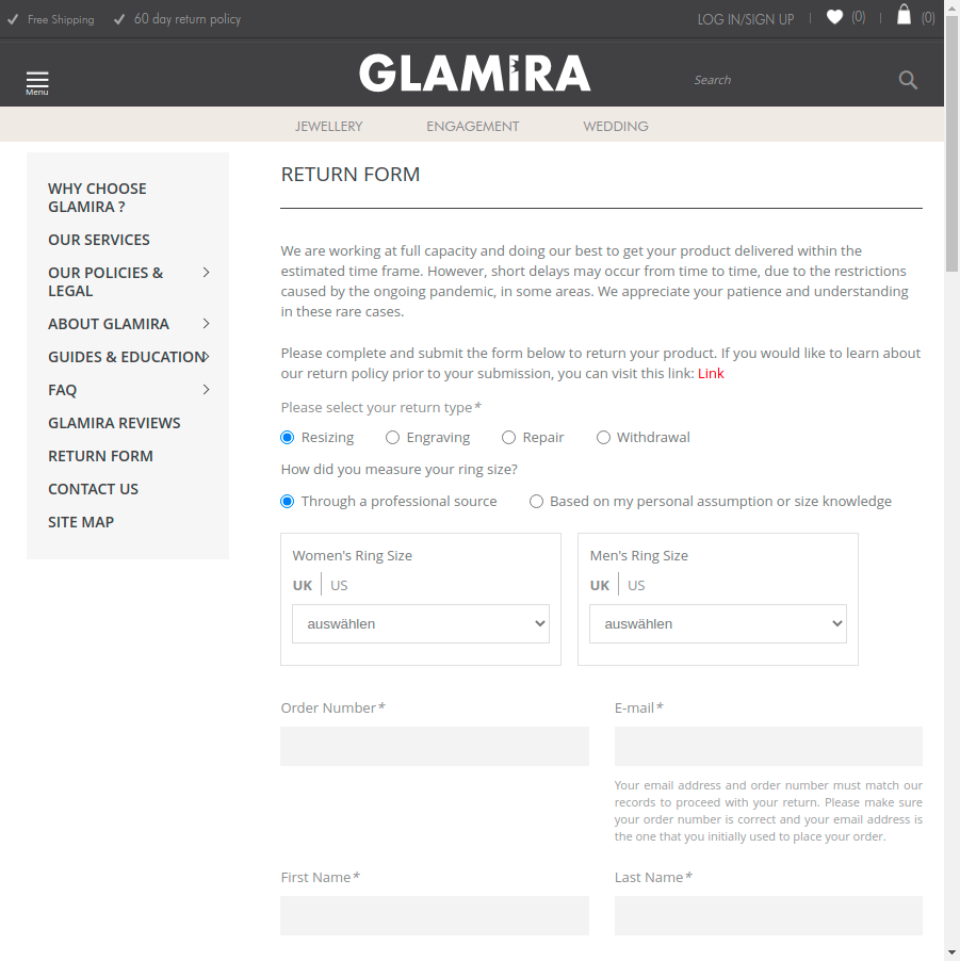 Free Shipping 60 day return policy LOG IN/SIGN UP | (0) | (0)
Menu
GLAMIRA
Search
JEWELLERY ENGAGEMENT WEDDING
WHY CHOOSE
GLAMIRA ?
OUR SERVICES
OUR POLICIES &
LEGAL
ABOUT GLAMIRA
GUIDES & EDUCATION
FAQ
GLAMIRA REVIEWS
RETURN FORM
CONTACT US
SITE MAP
RETURN FORM
We are working at full capacity and doing our best to get your product delivered within the
estimated time frame. However, short delays may occur from time to time, due to the restrictions
caused by the ongoing pandemic, in some areas. We appreciate your patience and understanding
in these rare cases.
Please complete and submit the form below to return your product. If you would like to learn about
our return policy prior to your submission, you can visit this link: Link
Please select your return type*
Resizing Engraving Repair Withdrawal
How did you measure your ring size?
Through a professional source Based on my personal assumption or size knowledge
Women's Ring Size
UK | US
auswählen
Men's Ring Size
UK | US
auswählen
Order Number*
E-mail*
Your email address and order number must match our
records to proceed with your return. Please make sure
your order number is correct and your email address is
the one that you initially used to place your order.
First Name*
Last Name*